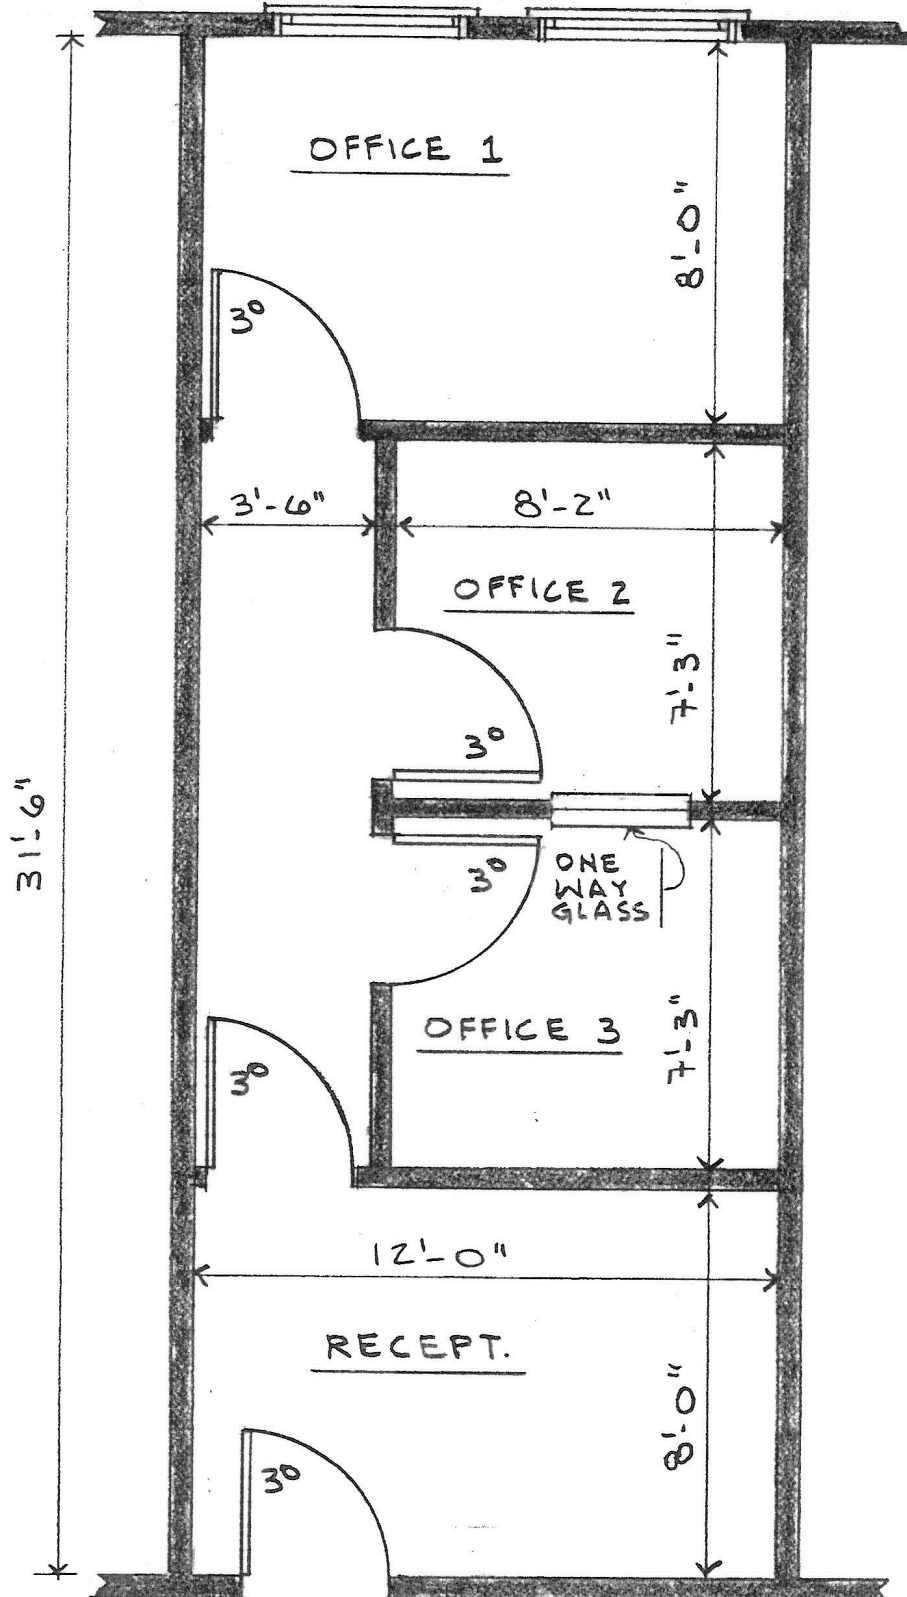 OFFICE 1
8'-0"
3⁰
3'-6"
8'-2"
OFFICE 2
7'-3"
3⁰
31'-6"
3⁰
ONE
WAY
GLASS
OFFICE 3
7'-3"
3⁰
12'-0"
RECEPT.
8'-0"
3⁰